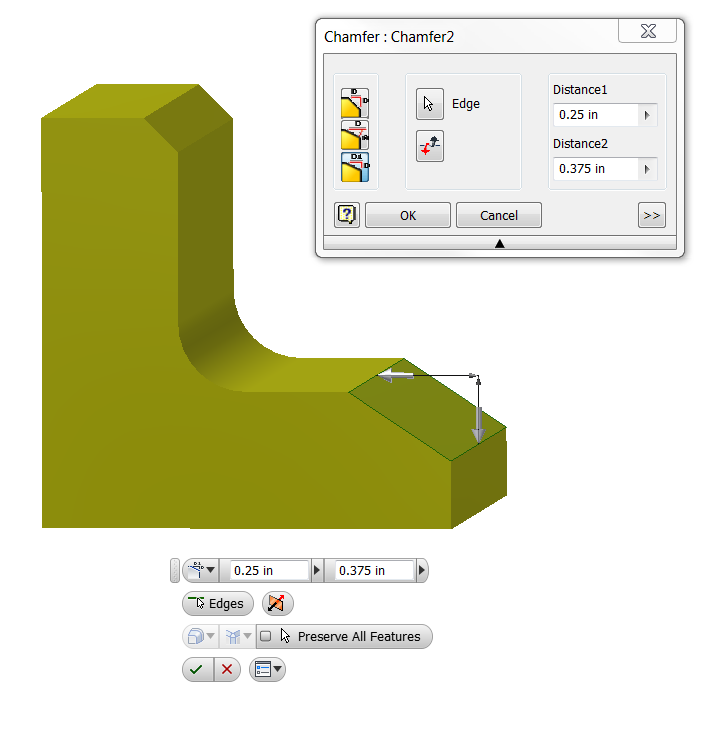 Chamfer : Chamfer2
Edge
Distance1
0.25 in
Distance2
0.375 in
OK
Cancel
>>
0.25 in
0.375 in
Edges
Preserve All Features